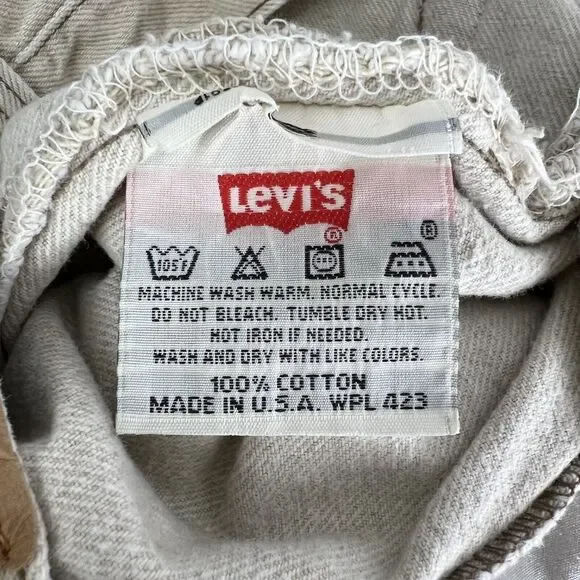 LEVI'S
®
®
105F
MACHINE WASH WARM. NORMAL CYCLE.
DO NOT BLEACH. TUMBLE DRY HOT.
HOT IRON IF NEEDED.
WASH AND DRY WITH LIKE COLORS.
100% COTTON
MADE IN U.S.A. WPL 423